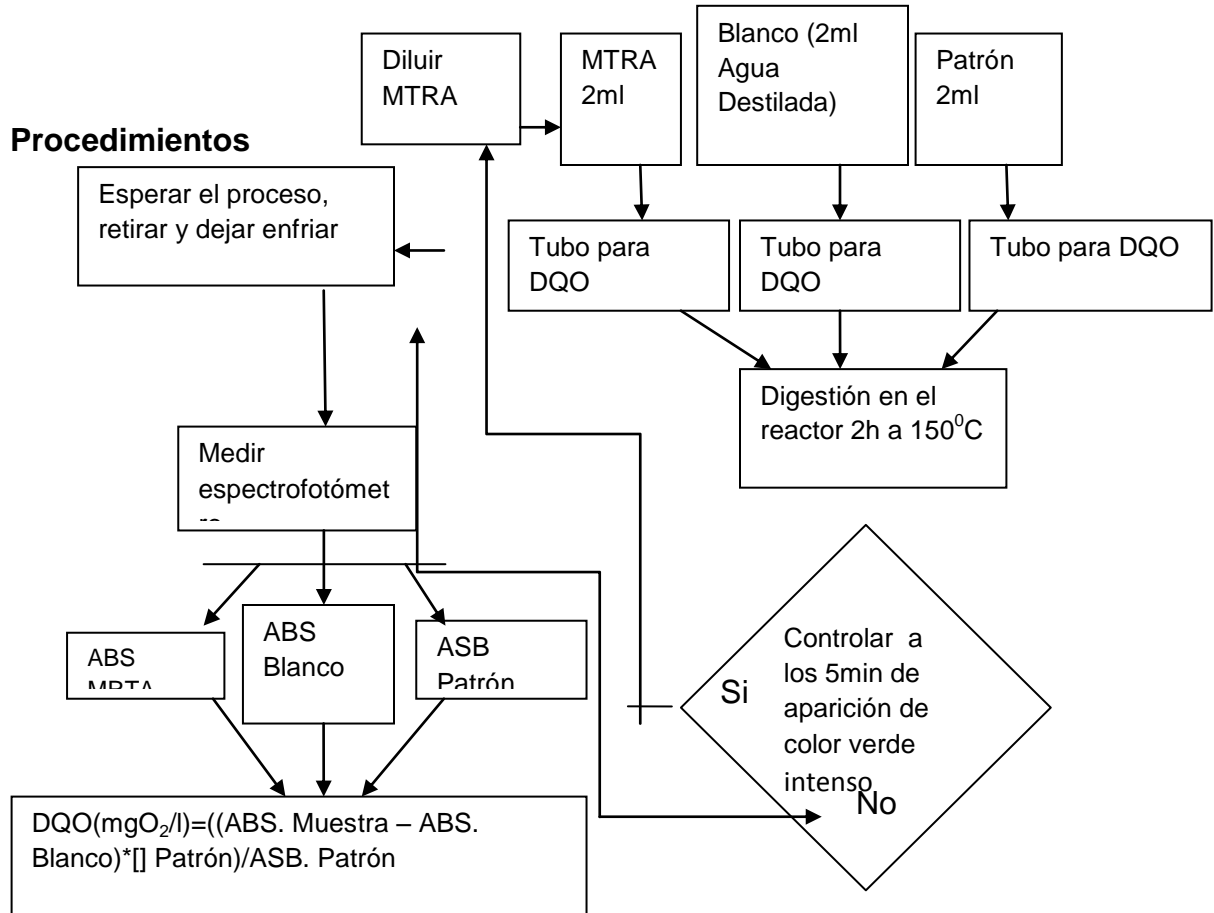 Procedimientos
Diluir
MTRA
MTRA
2ml
Blanco (2ml
Agua
Destilada)
Patrón
2ml
Tubo para
DQO
Tubo para
DQO
Tubo para DQO
Digestión en el
reactor 2h a 150⁰C
Controlar a
los 5min de
aparición de
color verde
intenso
Si
No
Esperar el proceso,
retirar y dejar enfriar
Medir
espectrofotómet
ABS
ABS
Blanco
ASB
Patrón
DQO(mgO₂/l)=((ABS. Muestra – ABS.
Blanco)*[] Patrón)/ASB. Patrón